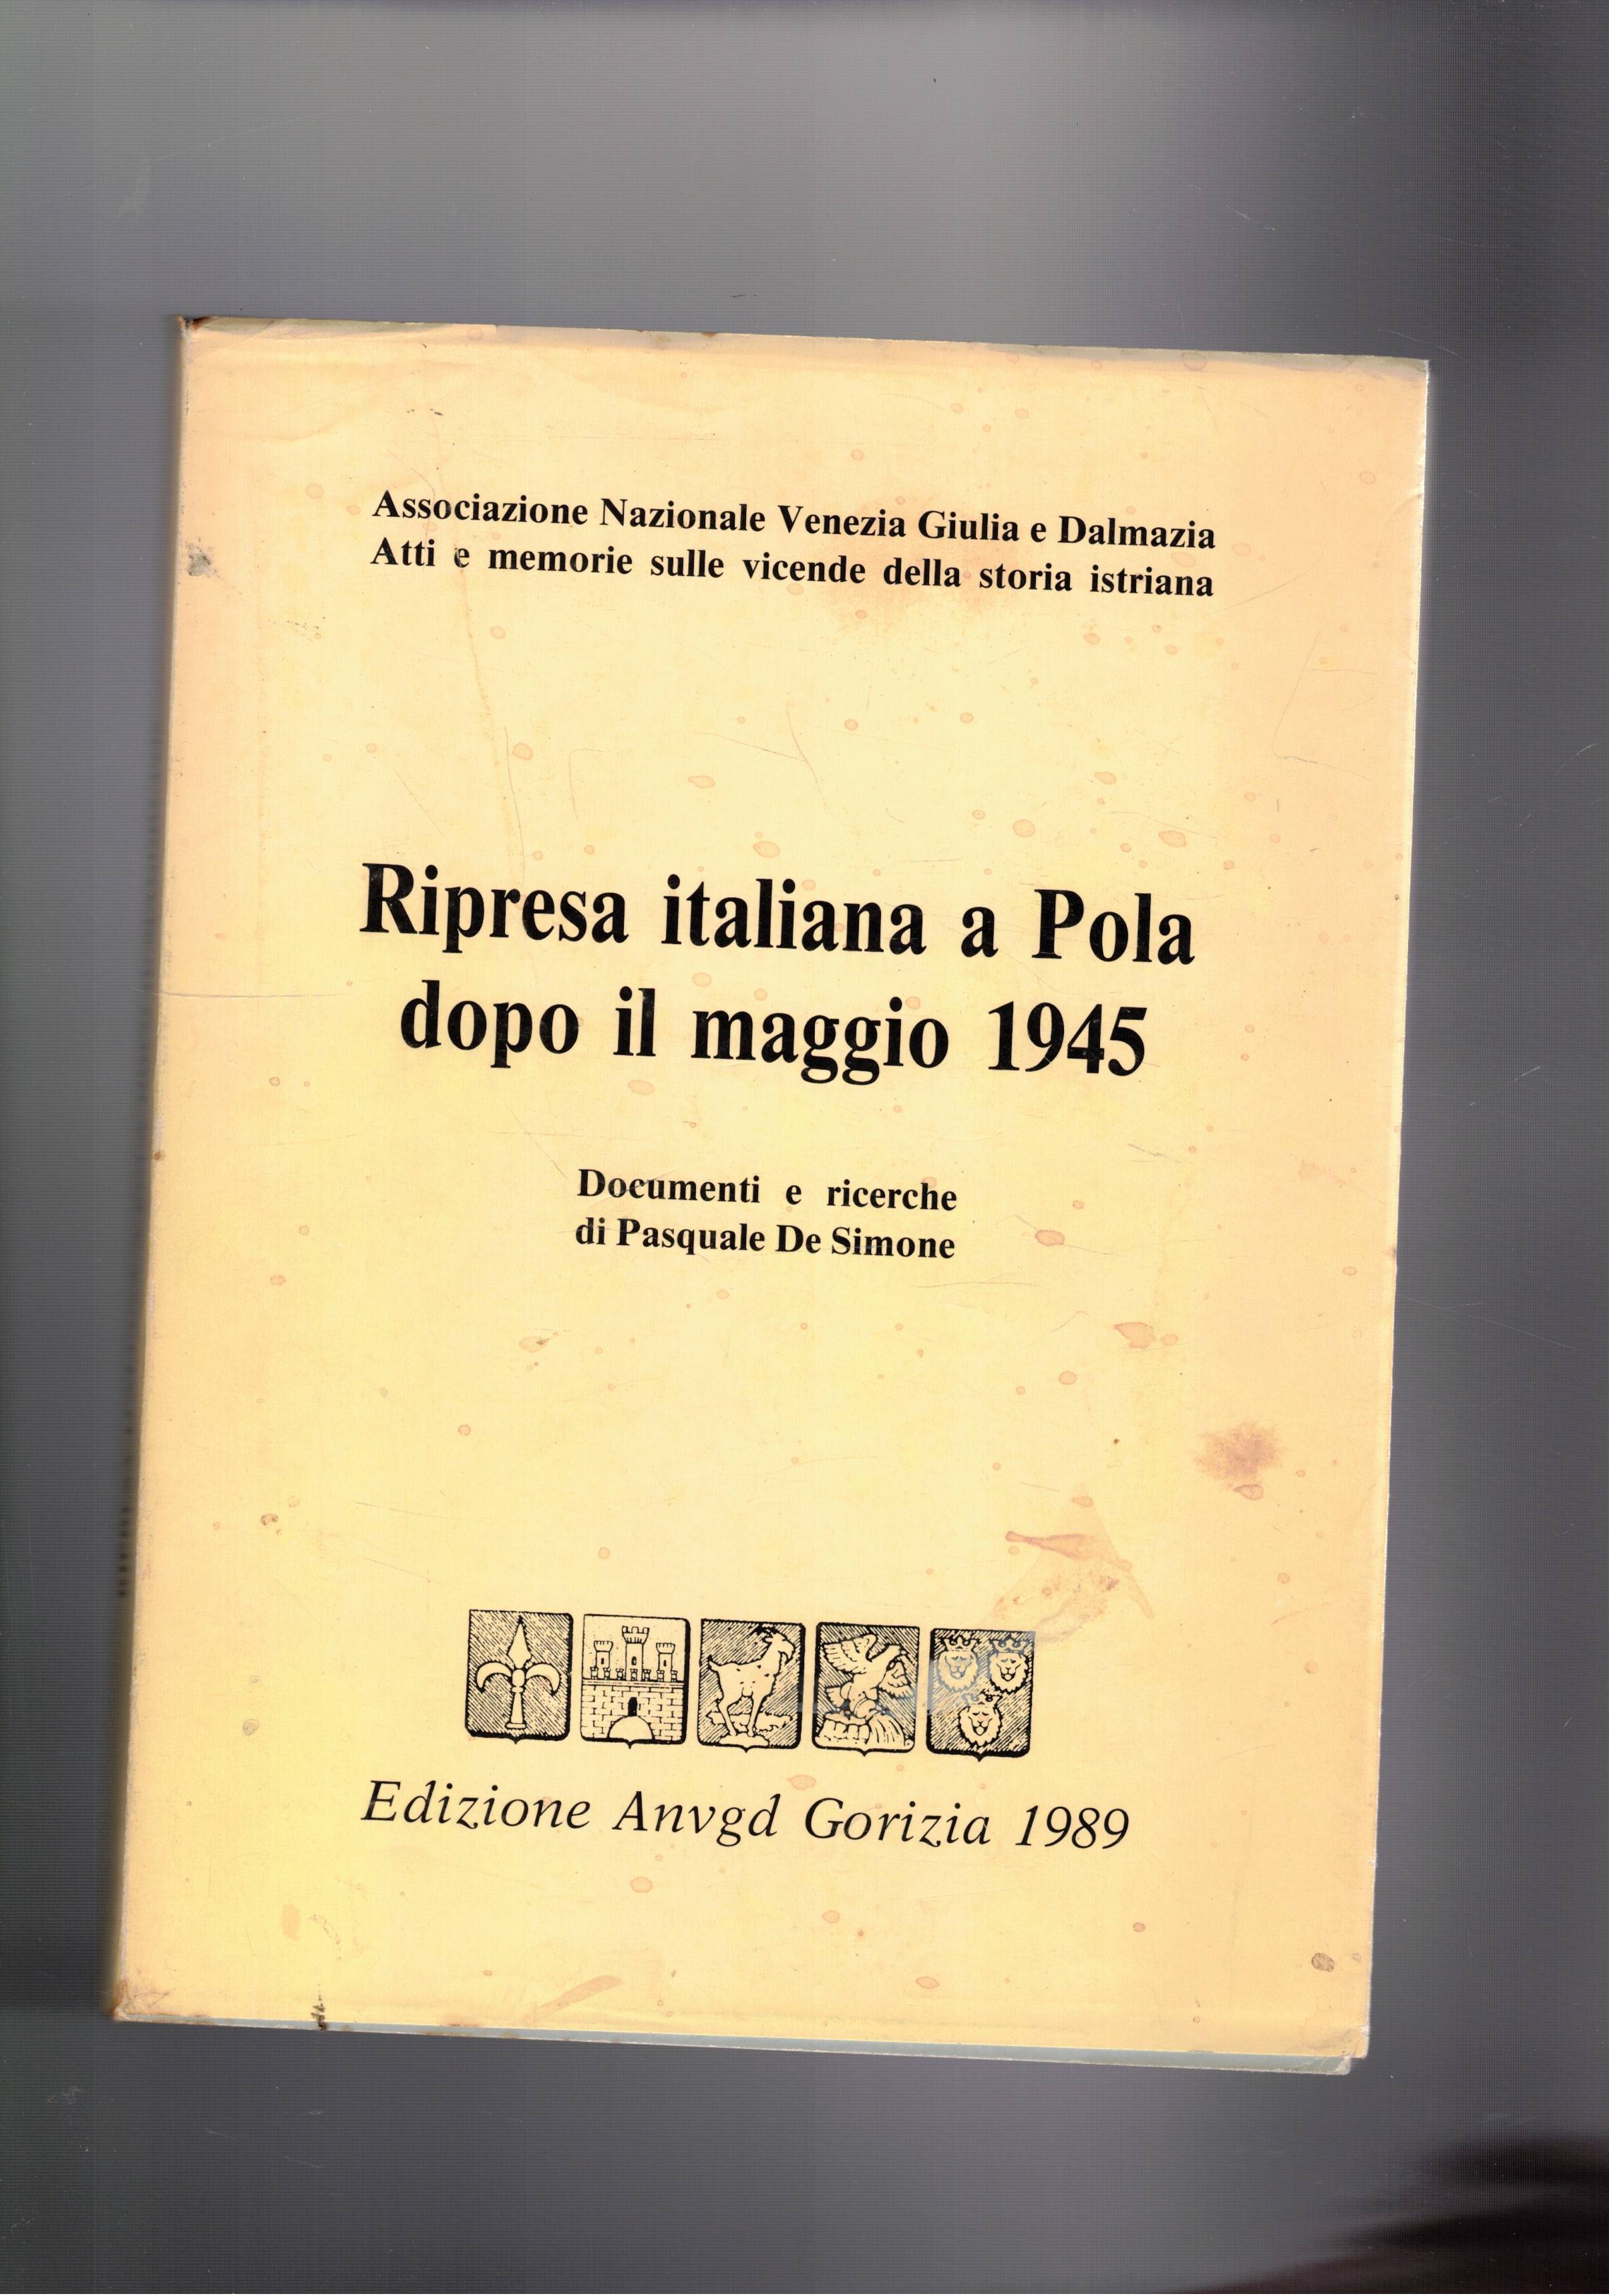 Associazione Nazionale Venezia Giulia e Dalmazia
Atti e memorie sulle vicende della storia istriana
Ripresa italiana a Pola
dopo il maggio 1945
Documenti e ricerche
di Pasquale De Simone
Edizione Anvgd Gorizia 1989